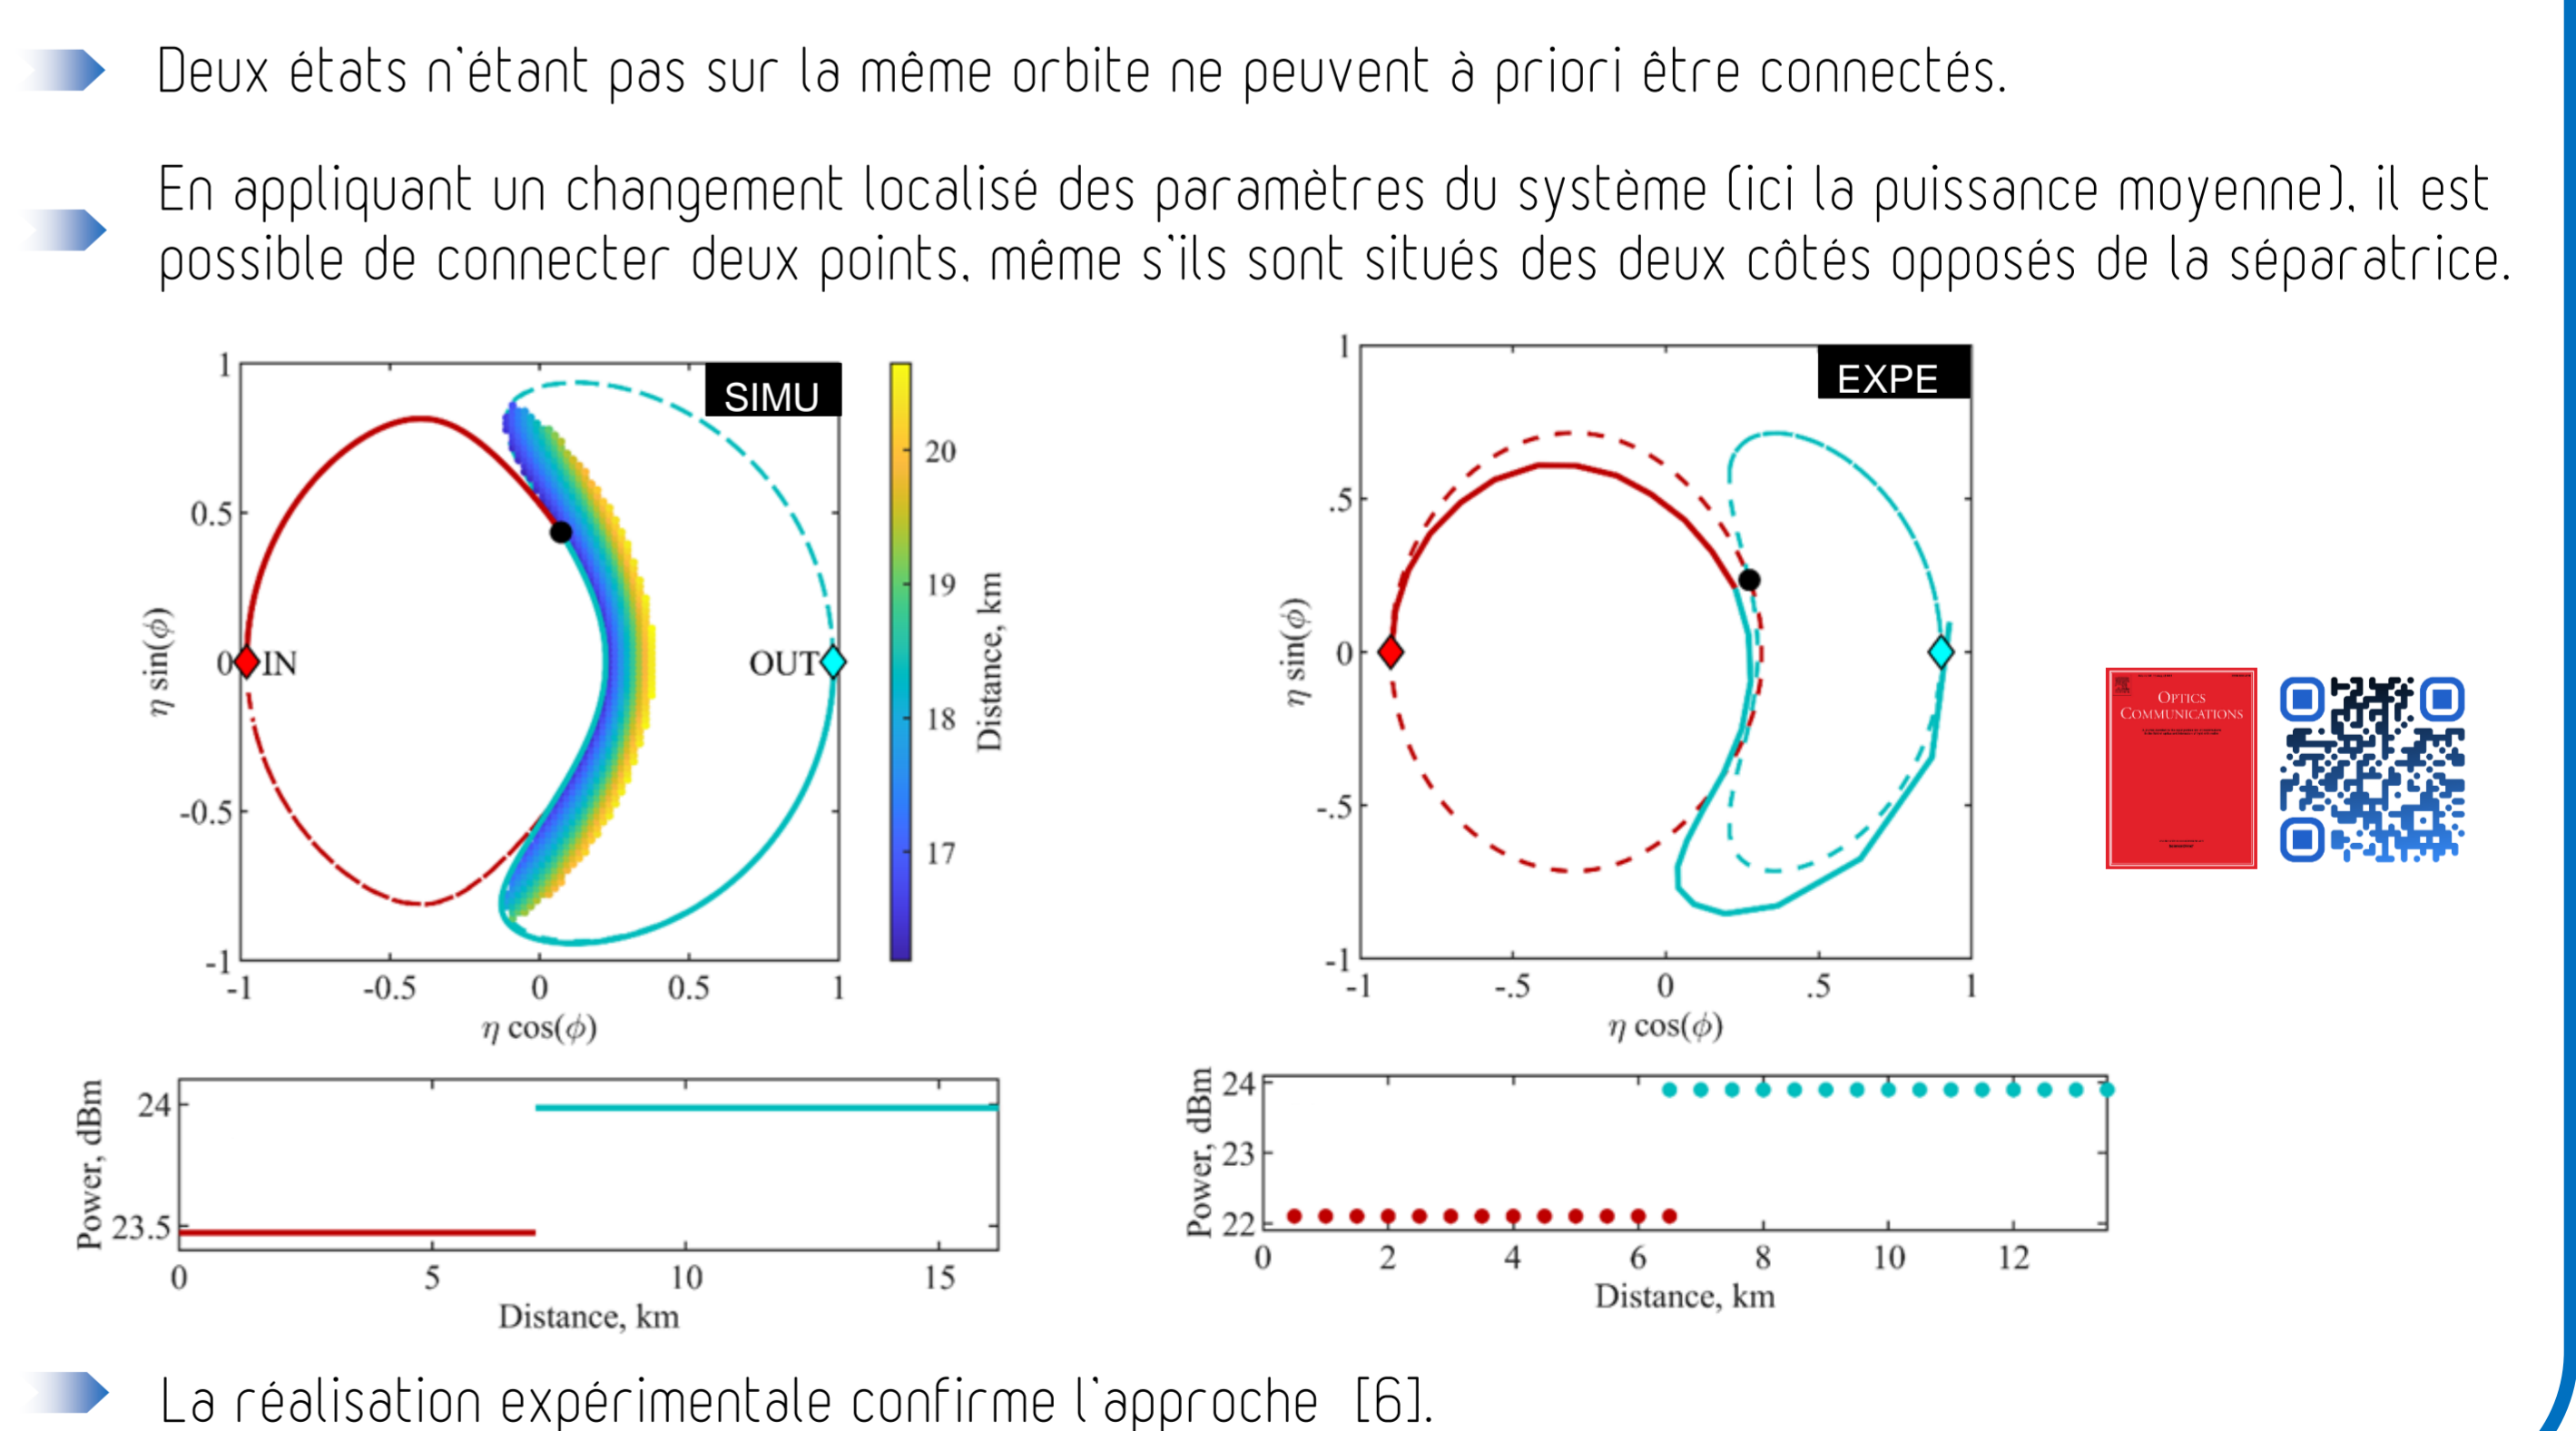 Deux états n'étant pas sur la même orbite ne peuvent à priori être connectés.
En appliquant un changement localisé des paramètres du système (ici la puissance moyenne), il est
possible de connecter deux points, même s'ils sont situés des deux côtés opposés de la séparatrice.
SIMU
1
0.5
0
-0.5
-1
η sin(ϕ)
IN
OUT
-1 -0.5 0 0.5 1
η cos(ϕ)
20
19
18
17
Distance, km
EXPE
1
.5
0
-.5
-1
η sin(ϕ)
-1 -.5 0 .5 1
η cos(ϕ)
OPTICS
COMMUNICATIONS
24
23.5
Power, dBm
0 5 10 15
Distance, km
24
23
22
Power, dBm
0 2 4 6 8 10 12
Distance, km
La réalisation expérimentale confirme l'approche [6].